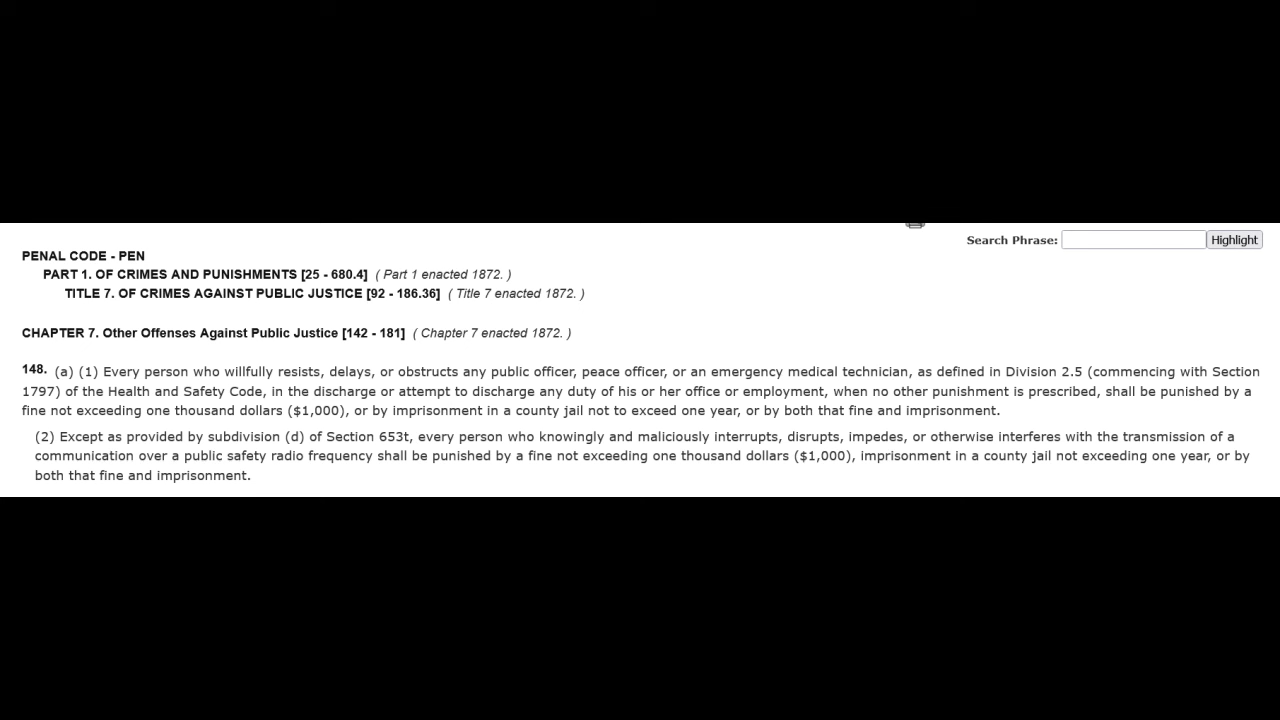 Search Phrase: Highlight
PENAL CODE - PEN
PART 1. OF CRIMES AND PUNISHMENTS [25 - 680.4] ( Part 1 enacted 1872. )
TITLE 7. OF CRIMES AGAINST PUBLIC JUSTICE [92 - 186.36] ( Title 7 enacted 1872. )
CHAPTER 7. Other Offenses Against Public Justice [142 - 181] ( Chapter 7 enacted 1872. )
148. (a) (1) Every person who willfully resists, delays, or obstructs any public officer, peace officer, or an emergency medical technician, as defined in Division 2.5 (commencing with Section
1797) of the Health and Safety Code, in the discharge or attempt to discharge any duty of his or her office or employment, when no other punishment is prescribed, shall be punished by a
fine not exceeding one thousand dollars ($1,000), or by imprisonment in a county jail not to exceed one year, or by both that fine and imprisonment.
(2) Except as provided by subdivision (d) of Section 653t, every person who knowingly and maliciously interrupts, disrupts, impedes, or otherwise interferes with the transmission of a
communication over a public safety radio frequency shall be punished by a fine not exceeding one thousand dollars ($1,000), imprisonment in a county jail not exceeding one year, or by
both that fine and imprisonment.